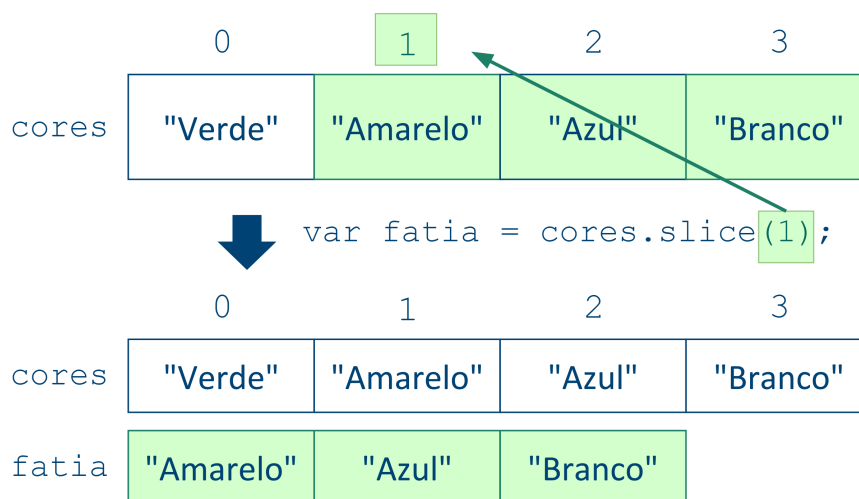 0 1 2 3
cores "Verde" "Amarelo" "Azul" "Branco"
var fatia = cores.slice(1);
0 1 2 3
cores "Verde" "Amarelo" "Azul" "Branco"
fatia "Amarelo" "Azul" "Branco"